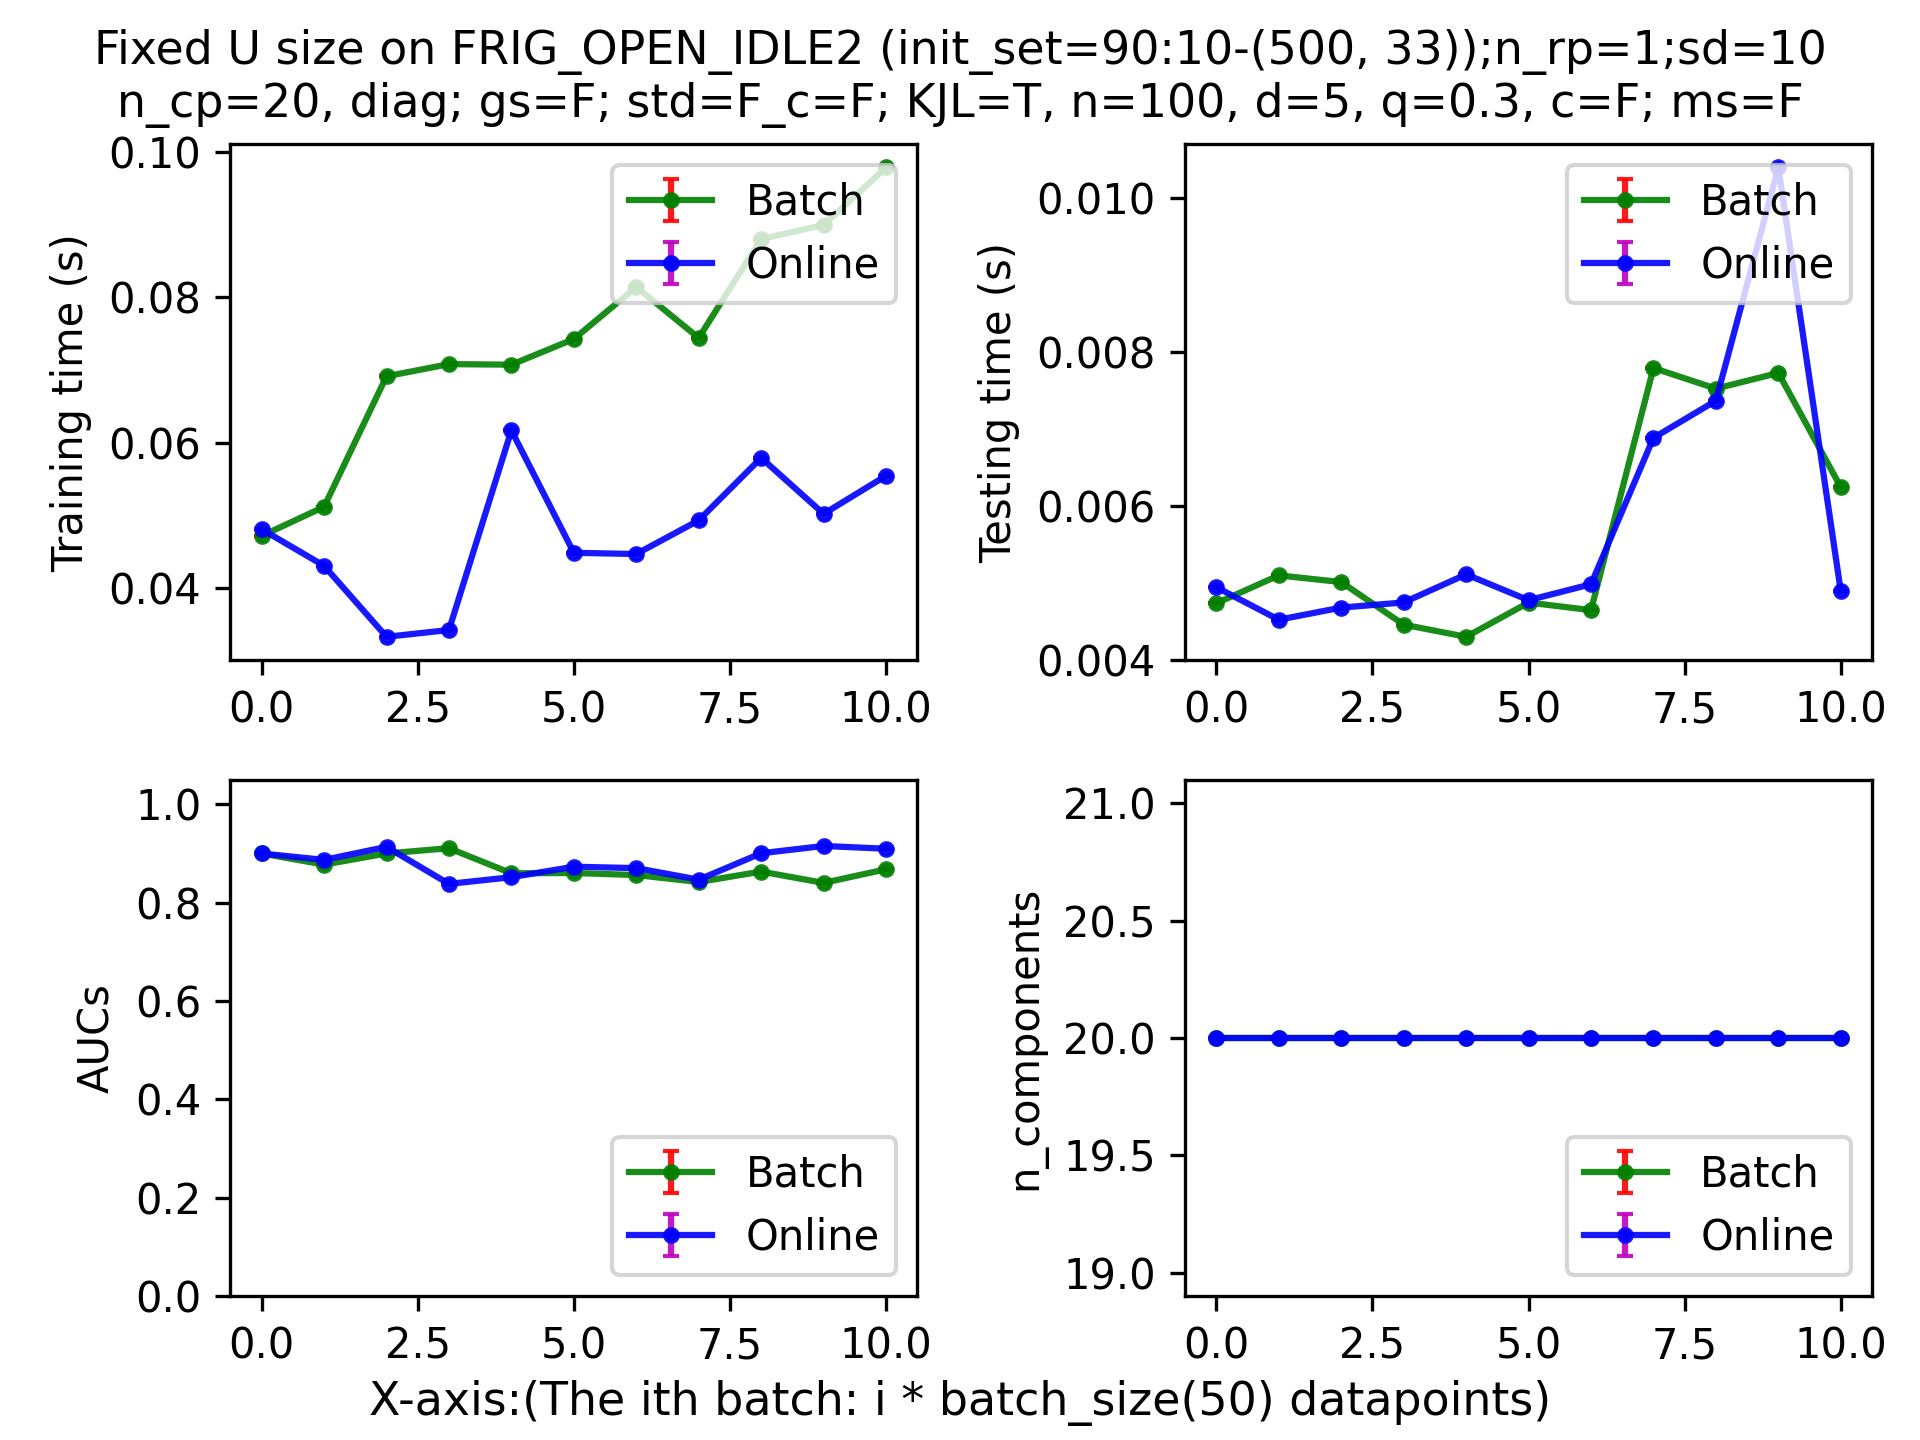 Fixed U size on FRIG_OPEN_IDLE2 (init_set=90:10-(500, 33));n_rp=1;sd=10
n_cp=20, diag; gs=F; std=F_c=F; KJL=T, n=100, d=5, q=0.3, c=F; ms=F
Training time (s)
0.10
0.08
0.06
0.04
0.0 2.5 5.0 7.5 10.0
Batch
Online
Testing time (s)
0.010
0.008
0.006
0.004
0.0 2.5 5.0 7.5 10.0
Batch
Online
AUCs
1.0
0.8
0.6
0.4
0.2
0.0
0.0 2.5 5.0 7.5 10.0
Batch
Online
n_components
21.0
20.5
20.0
19.5
19.0
0.0 2.5 5.0 7.5 10.0
Batch
Online
X-axis:(The ith batch: i * batch_size(50) datapoints)